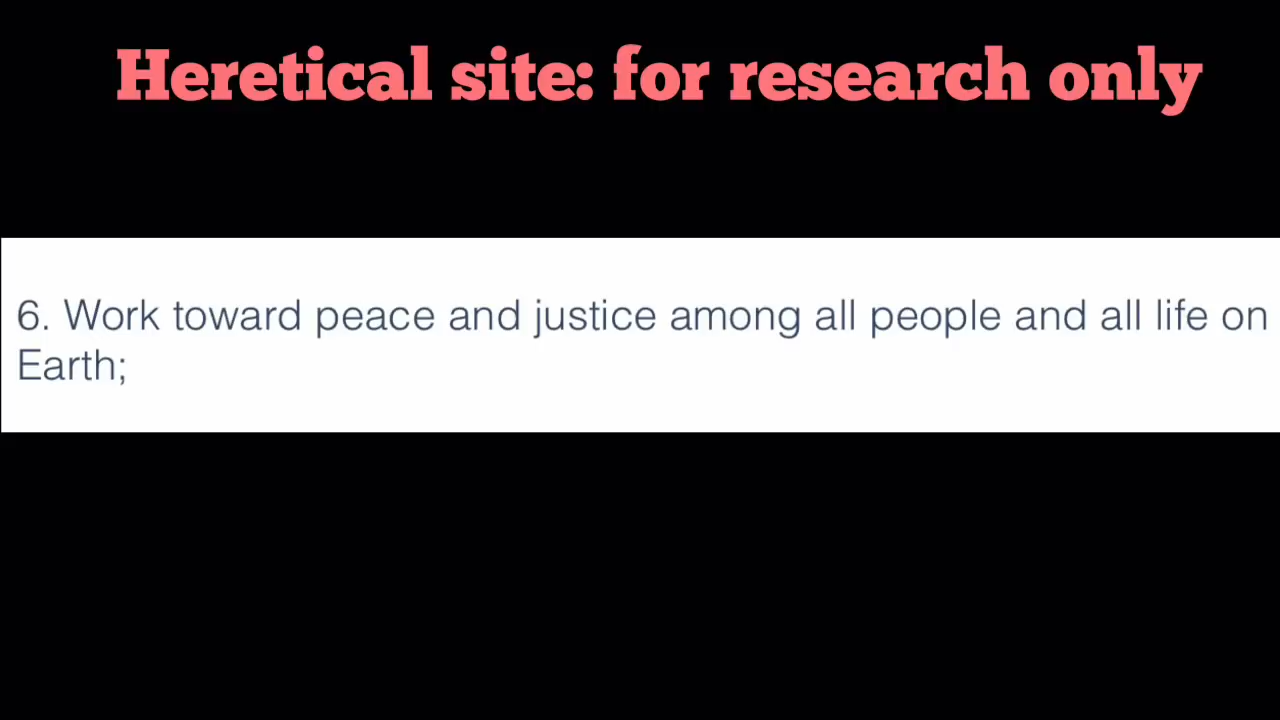 Heretical site: for research only
6. Work toward peace and justice among all people and all life on
Earth;